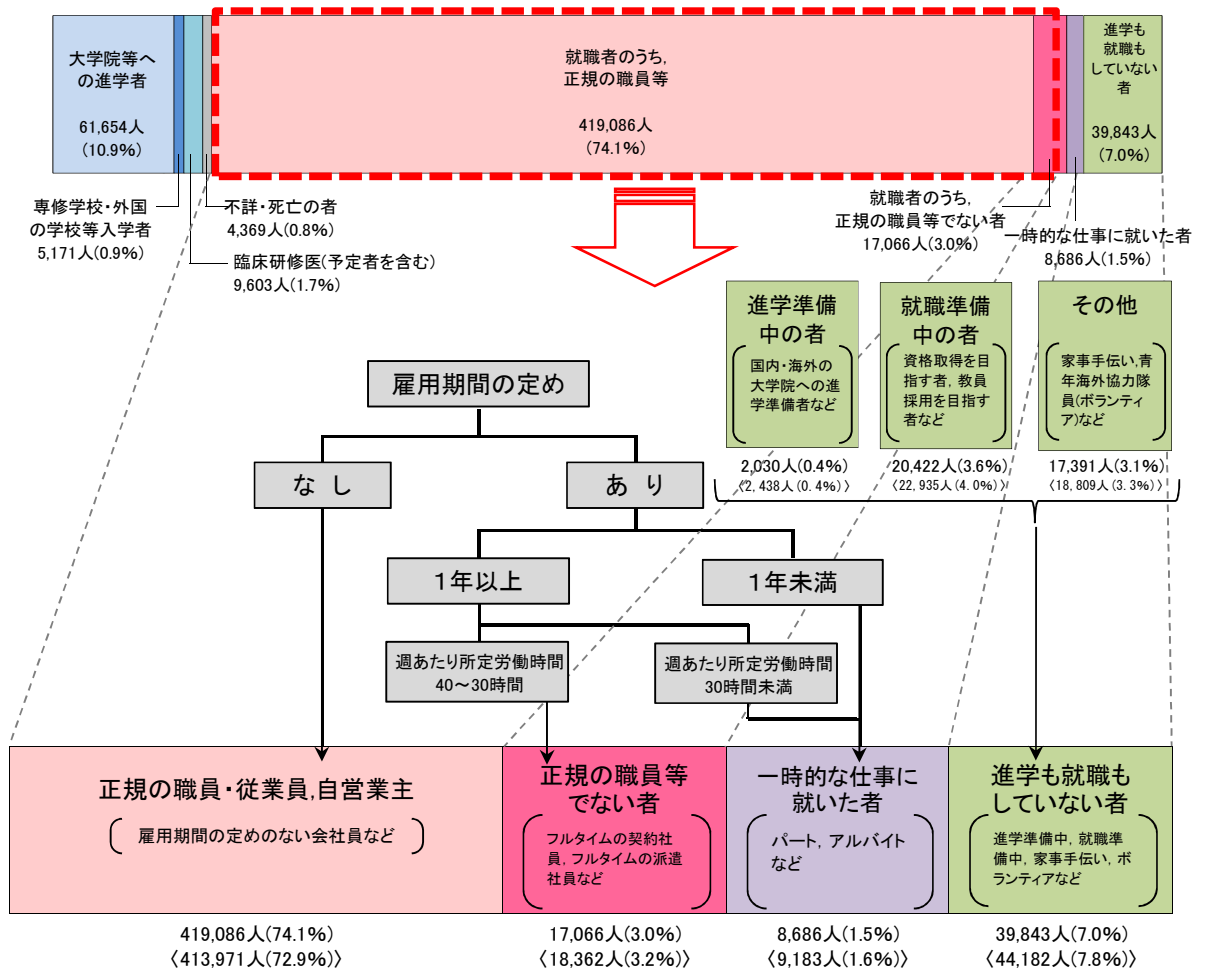 大学院等へ
の進学者
61,654人
(10.9%)
就職者のうち，
正規の職員等
419,086人
(74.1%)
進学も
就職も
していない
者
39,843人
(7.0%)
専修学校・外国
の学校等入学者
5,171人(0.9%)
不詳・死亡の者
4,369人(0.8%)
臨床研修医(予定者を含む)
9,603人(1.7%)
就職者のうち，
正規の職員等でない者
17,066人(3.0%)
一時的な仕事に就いた者
8,686人(1.5%)
進学準備
中の者
国内・海外の
大学院への進
学準備者など
2,030人(0.4%)
〈2,438人(0.4%)〉
就職準備
中の者
資格取得を目
指す者，教員
採用を目指す
者など
20,422人(3.6%)
〈22,935人(4.0%)〉
その他
家事手伝い，青
年海外協力隊
員(ボランティ
ア)など
17,391人(3.1%)
〈18,809人(3.3%)〉
雇用期間の定め
な し
あ り
１年以上
１年未満
週あたり所定労働時間
40～30時間
週あたり所定労働時間
30時間未満
正規の職員・従業員，自営業主
雇用期間の定めのない会社員など
419,086人(74.1%)
〈413,971人(72.9%)〉
正規の職員等
でない者
フルタイムの契約社
員，フルタイムの派遣
社員など
17,066人(3.0%)
〈18,362人(3.2%)〉
一時的な仕事に
就いた者
パート，アルバイト
など
8,686人(1.5%)
〈9,183人(1.6%)〉
進学も就職も
していない者
進学準備中，就職準
備中，家事手伝い，ボ
ランティアなど
39,843人(7.0%)
〈44,182人(7.8%)〉